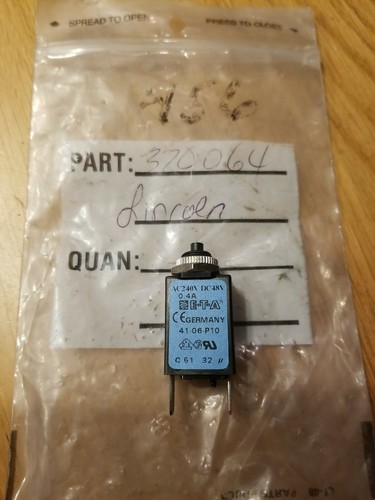 SPREAD TO OPEN
PRESS TO CLOSE
956
PART: 370064
Lincoln
QUAN:
AC240V DC48V
0.4A
E-T-A
CE GERMANY
41-06-P10
C 61 32